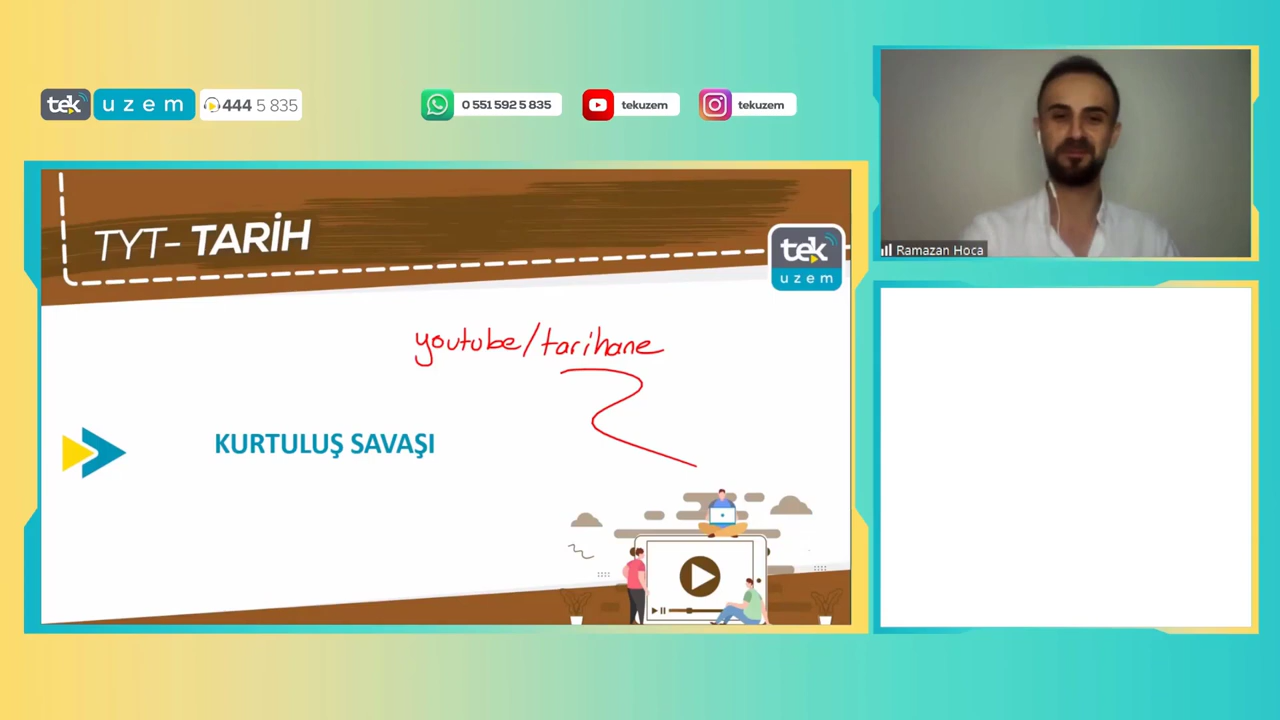 tek uzem 444 5 835
0 551 592 5 835 tekuzem tekuzem
TYT- TARİH
tek
uzem
youtube/tarihane
KURTULUŞ SAVAŞI
Ramazan Hoca